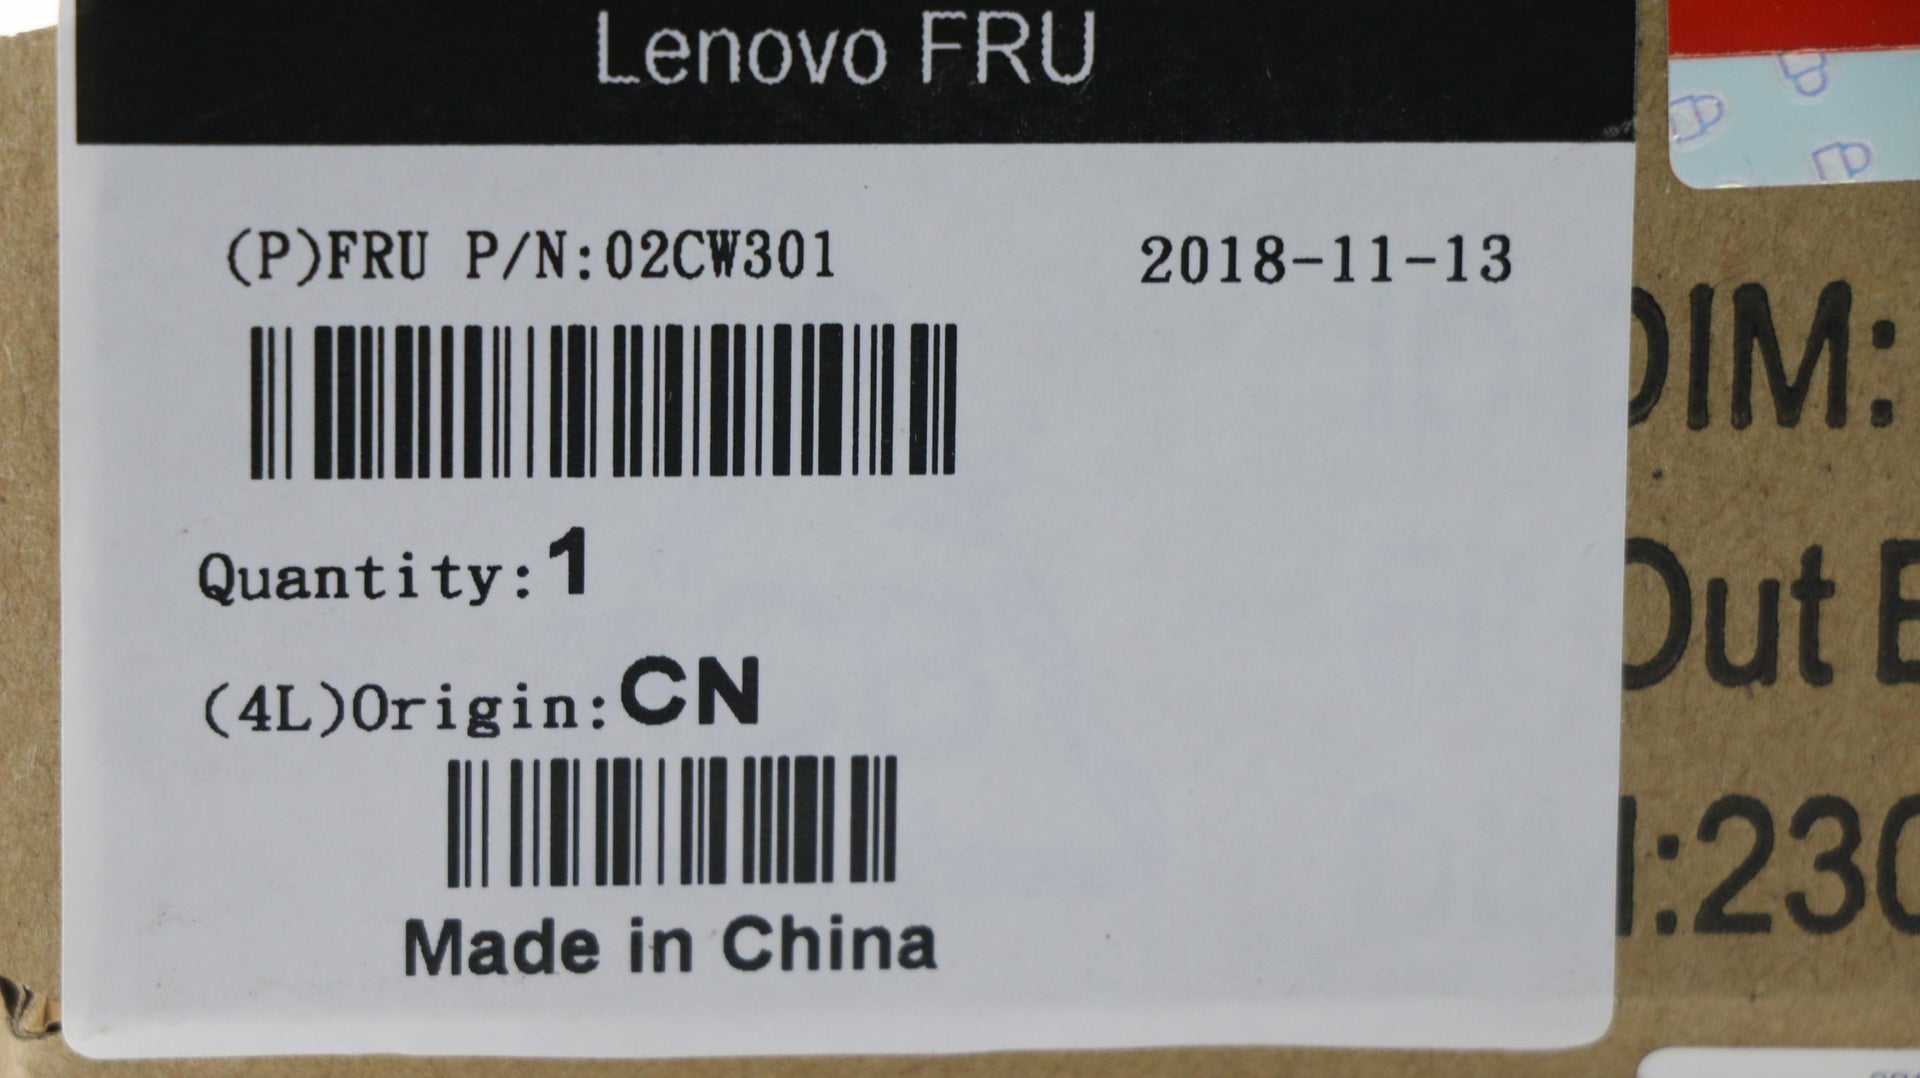 Lenovo FRU
(P)FRU P/N:02CW301 2018-11-13
Quantity:1
(4L)Origin:CN
Made in China
DIM:
Out
:230